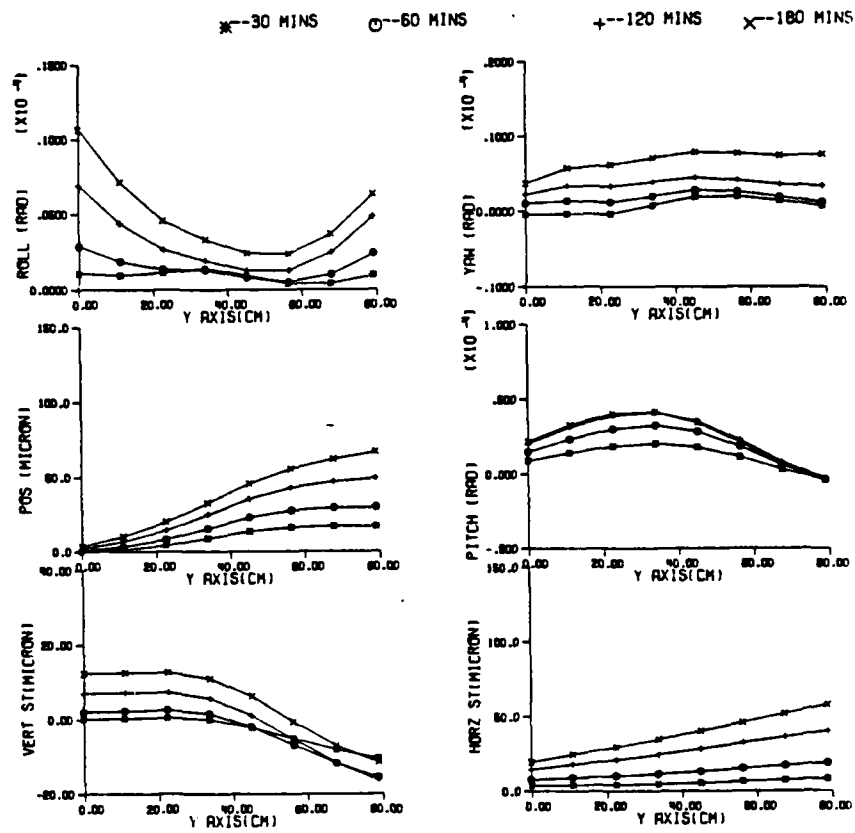 *--30 MINS ⊙--60 MINS +--120 MINS ×--180 MINS
ROLL (RAD) (X10 -4)
.1500
.1000
.0500
0.0000
0.00 20.00 40.00 60.00 80.00
Y AXIS(CM)
YAW (RAD) (X10 -4)
.2000
.1000
0.0000
-.1000
0.00 20.00 40.00 60.00 80.00
Y AXIS(CM)
POS (MICRON)
150.0
100.0
50.0
0.0
0.00 20.00 40.00 60.00 80.00
Y AXIS(CM)
PITCH (RAD) (X10 -4)
1.000
.500
0.000
-.500
0.00 20.00 40.00 60.00 80.00
Y AXIS(CM)
VERT ST(MICRON)
40.00
20.00
0.00
-20.00
0.00 20.00 40.00 60.00 80.00
Y AXIS(CM)
HORZ ST(MICRON)
150.0
100.0
50.0
0.0
0.00 20.00 40.00 60.00 80.00
Y AXIS(CM)